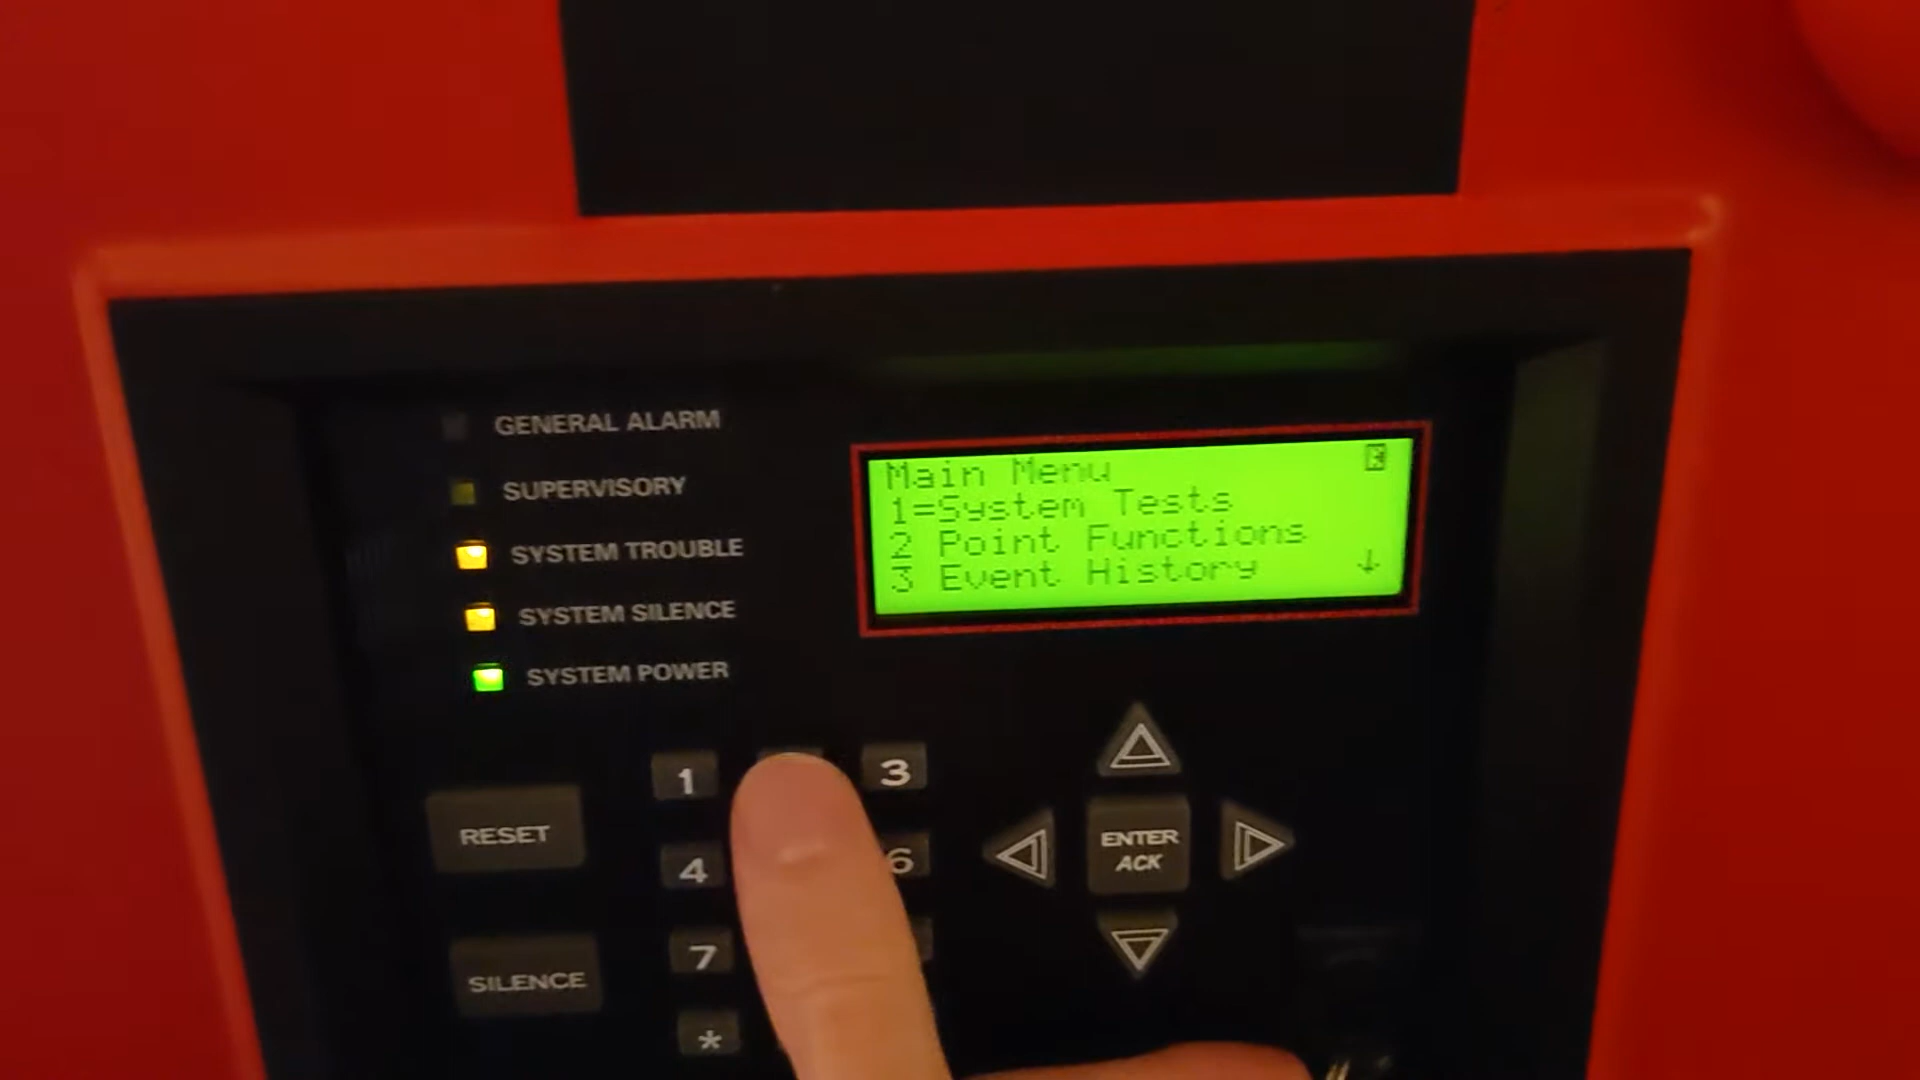 GENERAL ALARM
SUPERVISORY
SYSTEM TROUBLE
SYSTEM SILENCE
SYSTEM POWER
Main Menu
1=System Tests
2 Point Functions
3 Event History ↓
1 3
4 6
7
*
RESET
SILENCE
ENTER
ACK